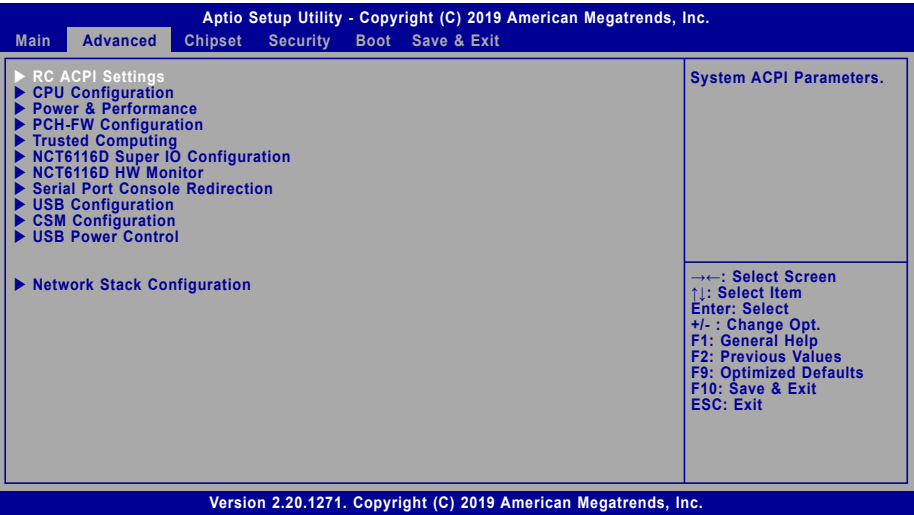 Aptio Setup Utility - Copyright (C) 2019 American Megatrends, Inc.
Main Advanced Chipset Security Boot Save & Exit
▶ RC ACPI Settings
▶ CPU Configuration
▶ Power & Performance
▶ PCH-FW Configuration
▶ Trusted Computing
▶ NCT6116D Super IO Configuration
▶ NCT6116D HW Monitor
▶ Serial Port Console Redirection
▶ USB Configuration
▶ CSM Configuration
▶ USB Power Control
▶ Network Stack Configuration
System ACPI Parameters.
→←: Select Screen
↑↓: Select Item
Enter: Select
+/- : Change Opt.
F1: General Help
F2: Previous Values
F9: Optimized Defaults
F10: Save & Exit
ESC: Exit
Version 2.20.1271. Copyright (C) 2019 American Megatrends, Inc.